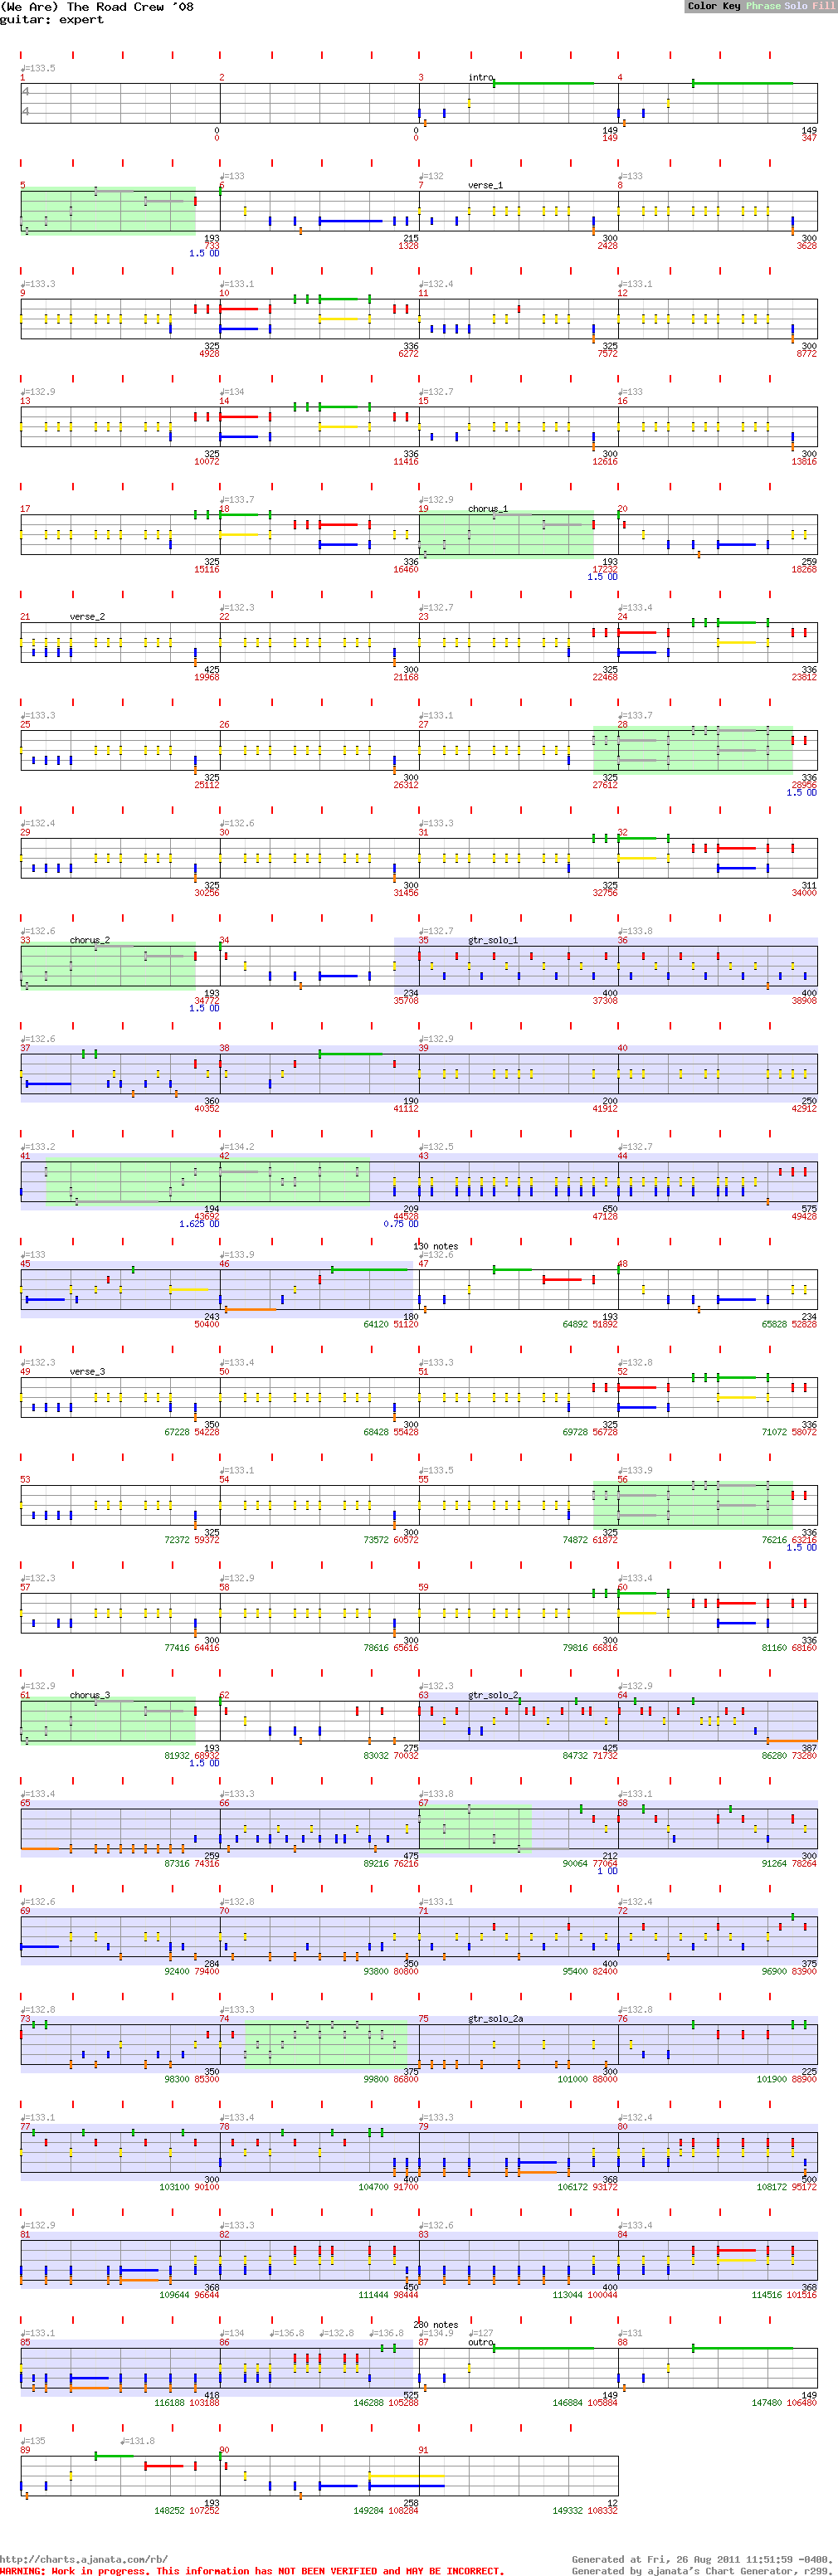 (We Are) The Road Crew '08
guitar: expert
Color Key Phrase Solo Fill
♩=133.5
1 2 3 intro 4
4
4
0 0 149 149
0 0 149 347
♩=133 ♩=132 ♩=133
5 6 7 verse_1 8
193 215 300 300
733 1328 2428 3628
1.5 OD
♩=133.3 ♩=133.1 ♩=132.4 ♩=133.1
9 10 11 12
325 336 325 300
4928 6272 7572 8772
♩=132.9 ♩=134 ♩=132.7 ♩=133
13 14 15 16
325 336 300 300
10072 11416 12616 13816
♩=133.7 ♩=132.9
17 18 19 chorus_1 20
325 336 193 259
15116 16460 17232 18268
1.5 OD
♩=132.3 ♩=132.7 ♩=133.4
21 verse_2 22 23 24
425 300 325 336
19968 21168 22468 23812
♩=133.3 ♩=133.1 ♩=133.7
25 26 27 28
325 300 325 336
25112 26312 27612 28956
1.5 OD
♩=132.4 ♩=132.6 ♩=133.3
29 30 31 32
325 300 325 311
30256 31456 32756 34000
♩=132.6 ♩=132.7 ♩=133.8
33 chorus_2 34 35 gtr_solo_1 36
193 234 400 400
34772 35708 37308 38908
1.5 OD
♩=132.6 ♩=132.9
37 38 39 40
360 190 200 250
40352 41112 41912 42912
♩=133.2 ♩=134.2 ♩=132.5 ♩=132.7
41 42 43 44
194 209 650 575
43692 44528 47128 49428
1.625 OD 0.75 OD
130 notes
♩=133 ♩=133.9 ♩=132.6
45 46 47 48
243 180 193 234
50400 64120 51120 64892 51892 65828 52828
♩=132.3 ♩=133.4 ♩=133.3 ♩=132.8
49 verse_3 50 51 52
350 300 325 336
67228 54228 68428 55428 69728 56728 71072 58072
♩=133.1 ♩=133.5 ♩=133.9
53 54 55 56
325 300 325 336
72372 59372 73572 60572 74872 61872 76216 63216
1.5 OD
♩=132.3 ♩=132.9 ♩=133.4
57 58 59 60
300 300 300 336
77416 64416 78616 65616 79816 66816 81160 68160
♩=132.9 ♩=132.3 ♩=132.9
61 chorus_3 62 63 gtr_solo_2 64
193 275 425 387
81932 68932 83032 70032 84732 71732 86280 73280
1.5 OD
♩=133.4 ♩=133.3 ♩=133.8 ♩=133.1
65 66 67 68
259 475 212 300
87316 74316 89216 76216 90064 77064 91264 78264
1 OD
♩=132.6 ♩=132.8 ♩=133.1 ♩=132.4
69 70 71 72
284 350 400 375
92400 79400 93800 80800 95400 82400 96900 83900
♩=132.8 ♩=133.3 ♩=132.8
73 74 75 gtr_solo_2a 76
350 375 300 225
98300 85300 99800 86800 101000 88000 101900 88900
♩=133.1 ♩=133.4 ♩=133.3 ♩=132.4
77 78 79 80
300 400 368 500
103100 90100 104700 91700 106172 93172 108172 95172
♩=132.9 ♩=133.3 ♩=132.6 ♩=133.4
81 82 83 84
368 450 400 368
109644 96644 111444 98444 113044 100044 114516 101516
280 notes
♩=133.1 ♩=134 ♩=136.8 ♩=132.8 ♩=136.8 ♩=134.9 ♩=127 ♩=131
85 86 87 outro 88
418 525 149 149
116188 103188 146288 105288 146884 105884 147480 106480
♩=135 ♩=131.8
89 90 91
193 258 12
148252 107252 149284 108284 149332 108332
http://charts.ajanata.com/rb/
Generated at Fri, 26 Aug 2011 11:51:59 -0400.
WARNING: Work in progress. This information has NOT BEEN VERIFIED and MAY BE INCORRECT.
Generated by ajanata's Chart Generator, r299.